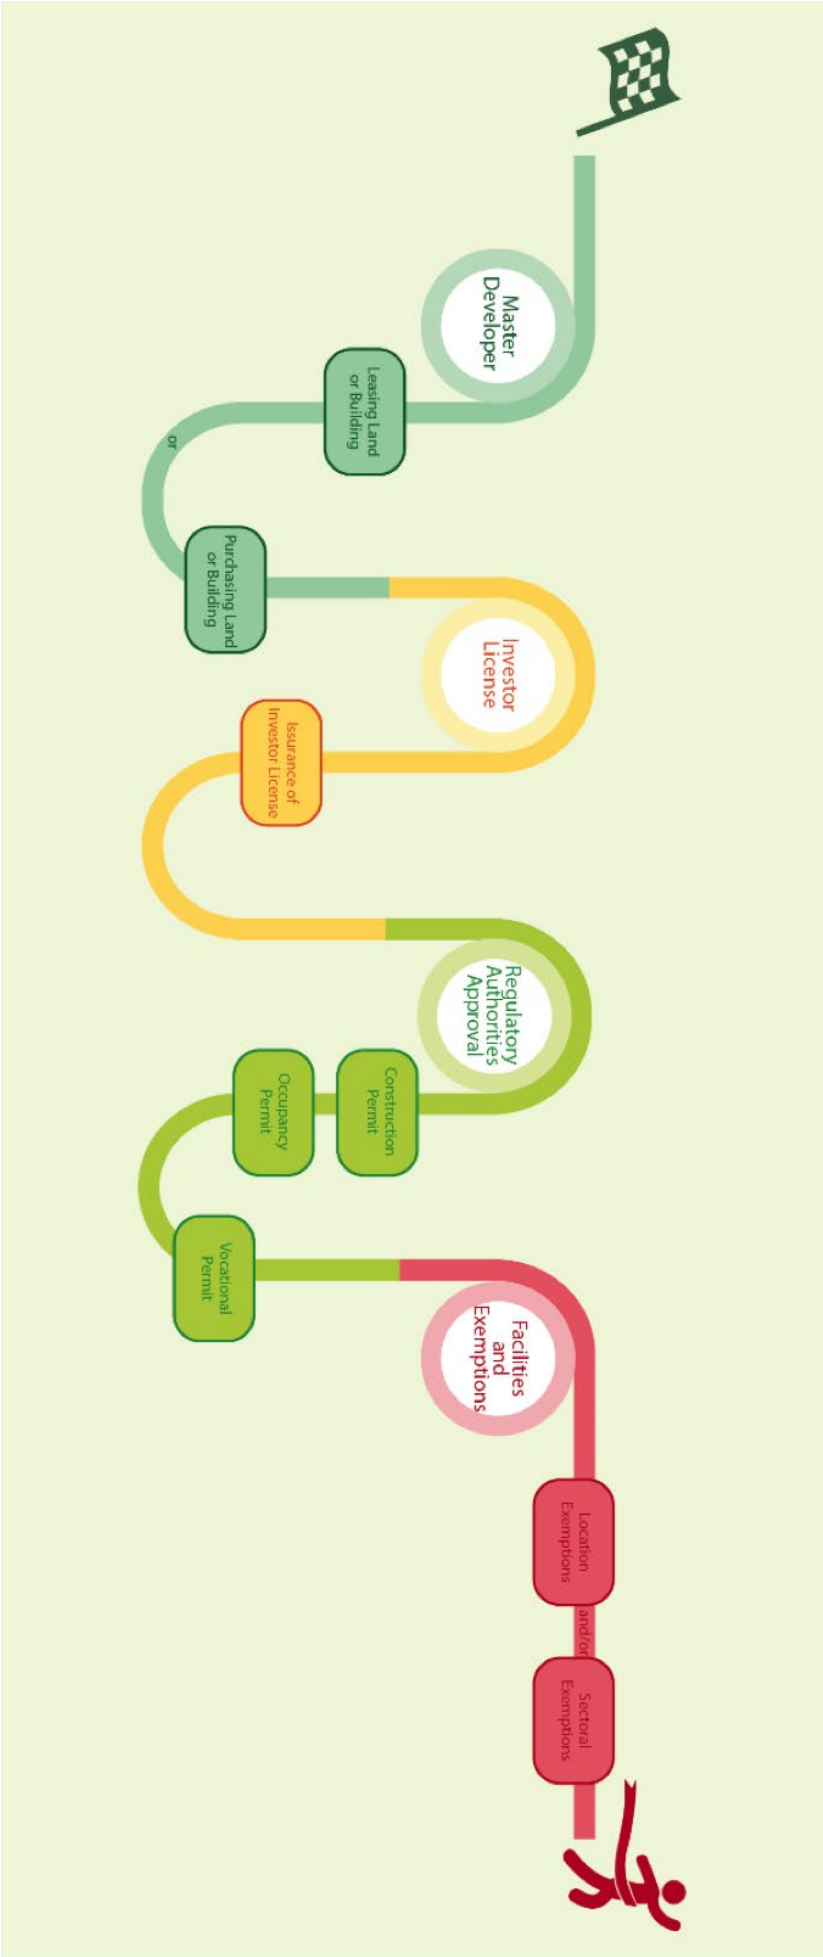 Master
Developer
Leasing Land
or Building
or
Purchasing Land
or Building
Investor
License
Issurance of
Investor License
Regulatory
Authorities
Approval
Construction
Permit
Occupancy
Permit
Vocational
Permit
Facilities
and
Exemptions
Location
Exemptions
and/or
Sectoral
Exemptions